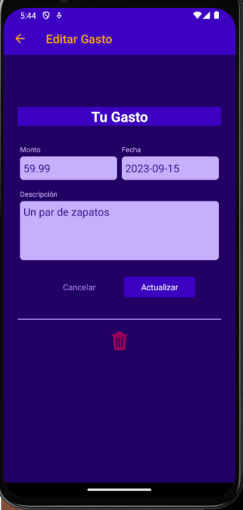 5:44
Editar Gasto
Tu Gasto
Monto Fecha
59.99 2023-09-15
Descripción
Un par de zapatos
Cancelar Actualizar